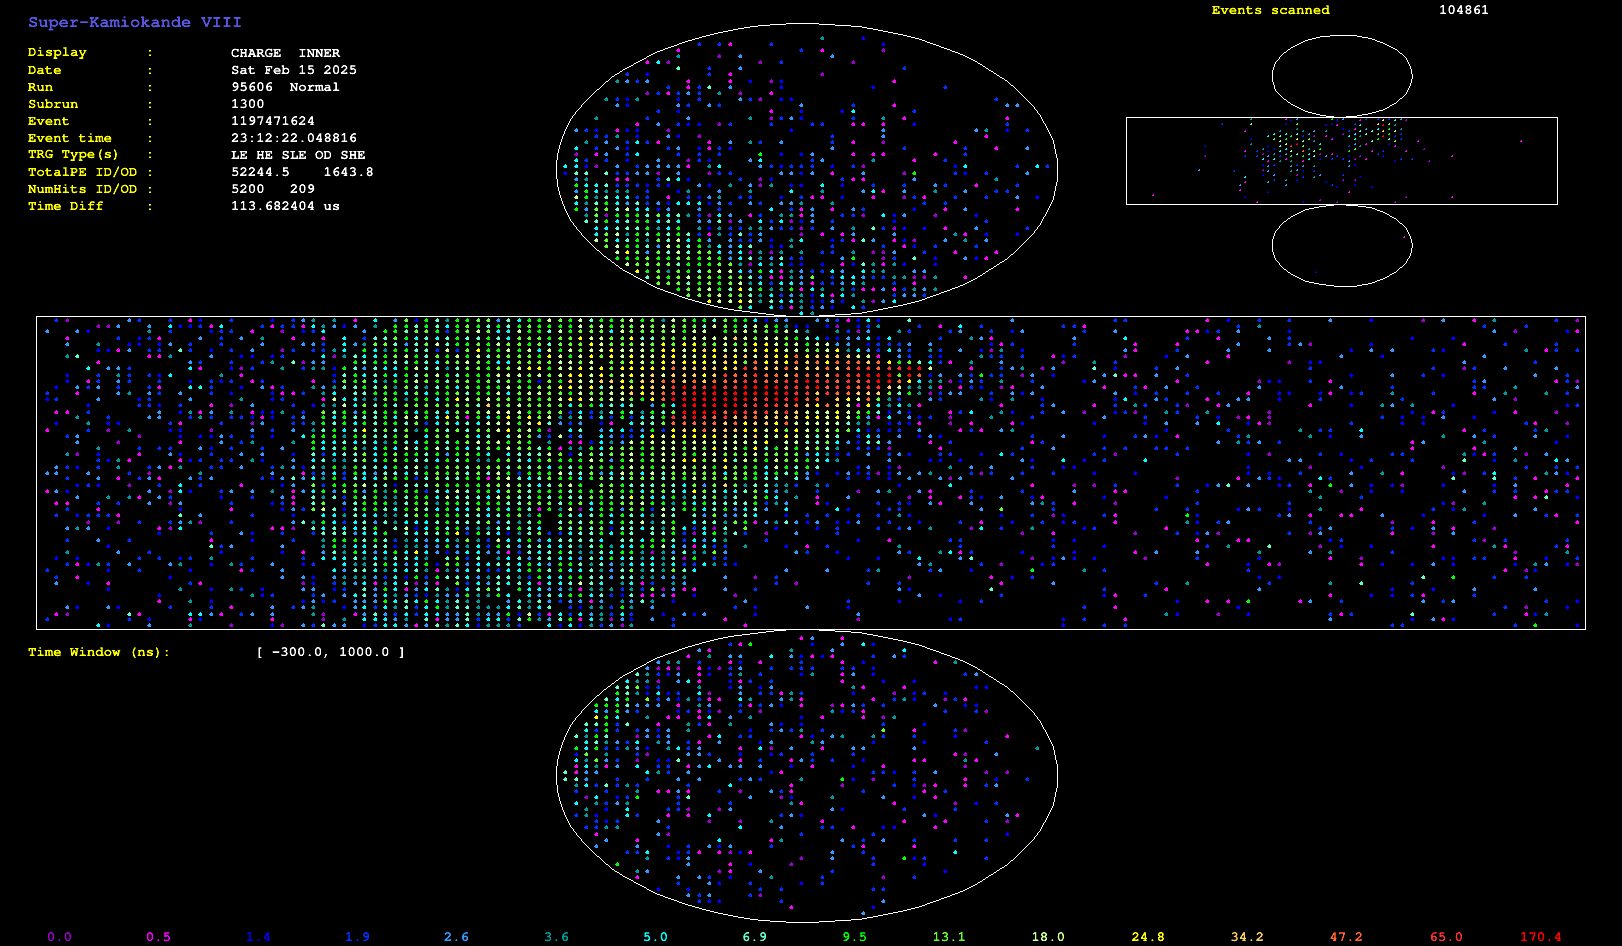 Super-Kamiokande VIII
Events scanned 104861
Display : CHARGE INNER
Date : Sat Feb 15 2025
Run : 95606 Normal
Subrun : 1300
Event : 1197471624
Event time : 23:12:22.048816
TRG Type(s) : LE HE SLE OD SHE
TotalPE ID/OD : 52244.5 1643.8
NumHits ID/OD : 5200 209
Time Diff : 113.682404 us
Time Window (ns): [ -300.0, 1000.0 ]
0.0 0.5 1.4 1.9 2.6 3.6 5.0 6.9 9.5 13.1 18.0 24.8 34.2 47.2 65.0 170.4